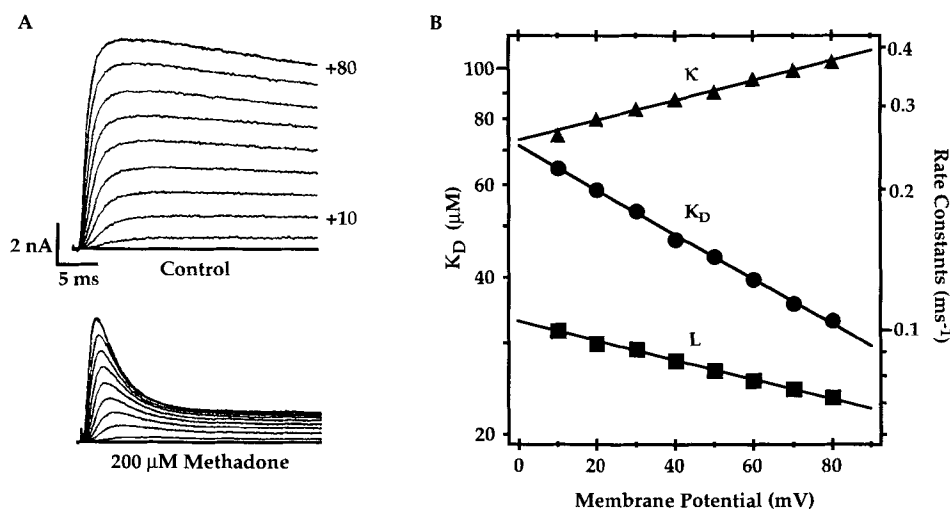 A
+80
+10
2 nA
5 ms
Control
200 µM Methadone
B
100
80
60
40
20
K_D (µM)
κ
K_D
L
0.4
0.3
0.2
0.1
Rate Constants (ms⁻¹)
0 20 40 60 80
Membrane Potential (mV)